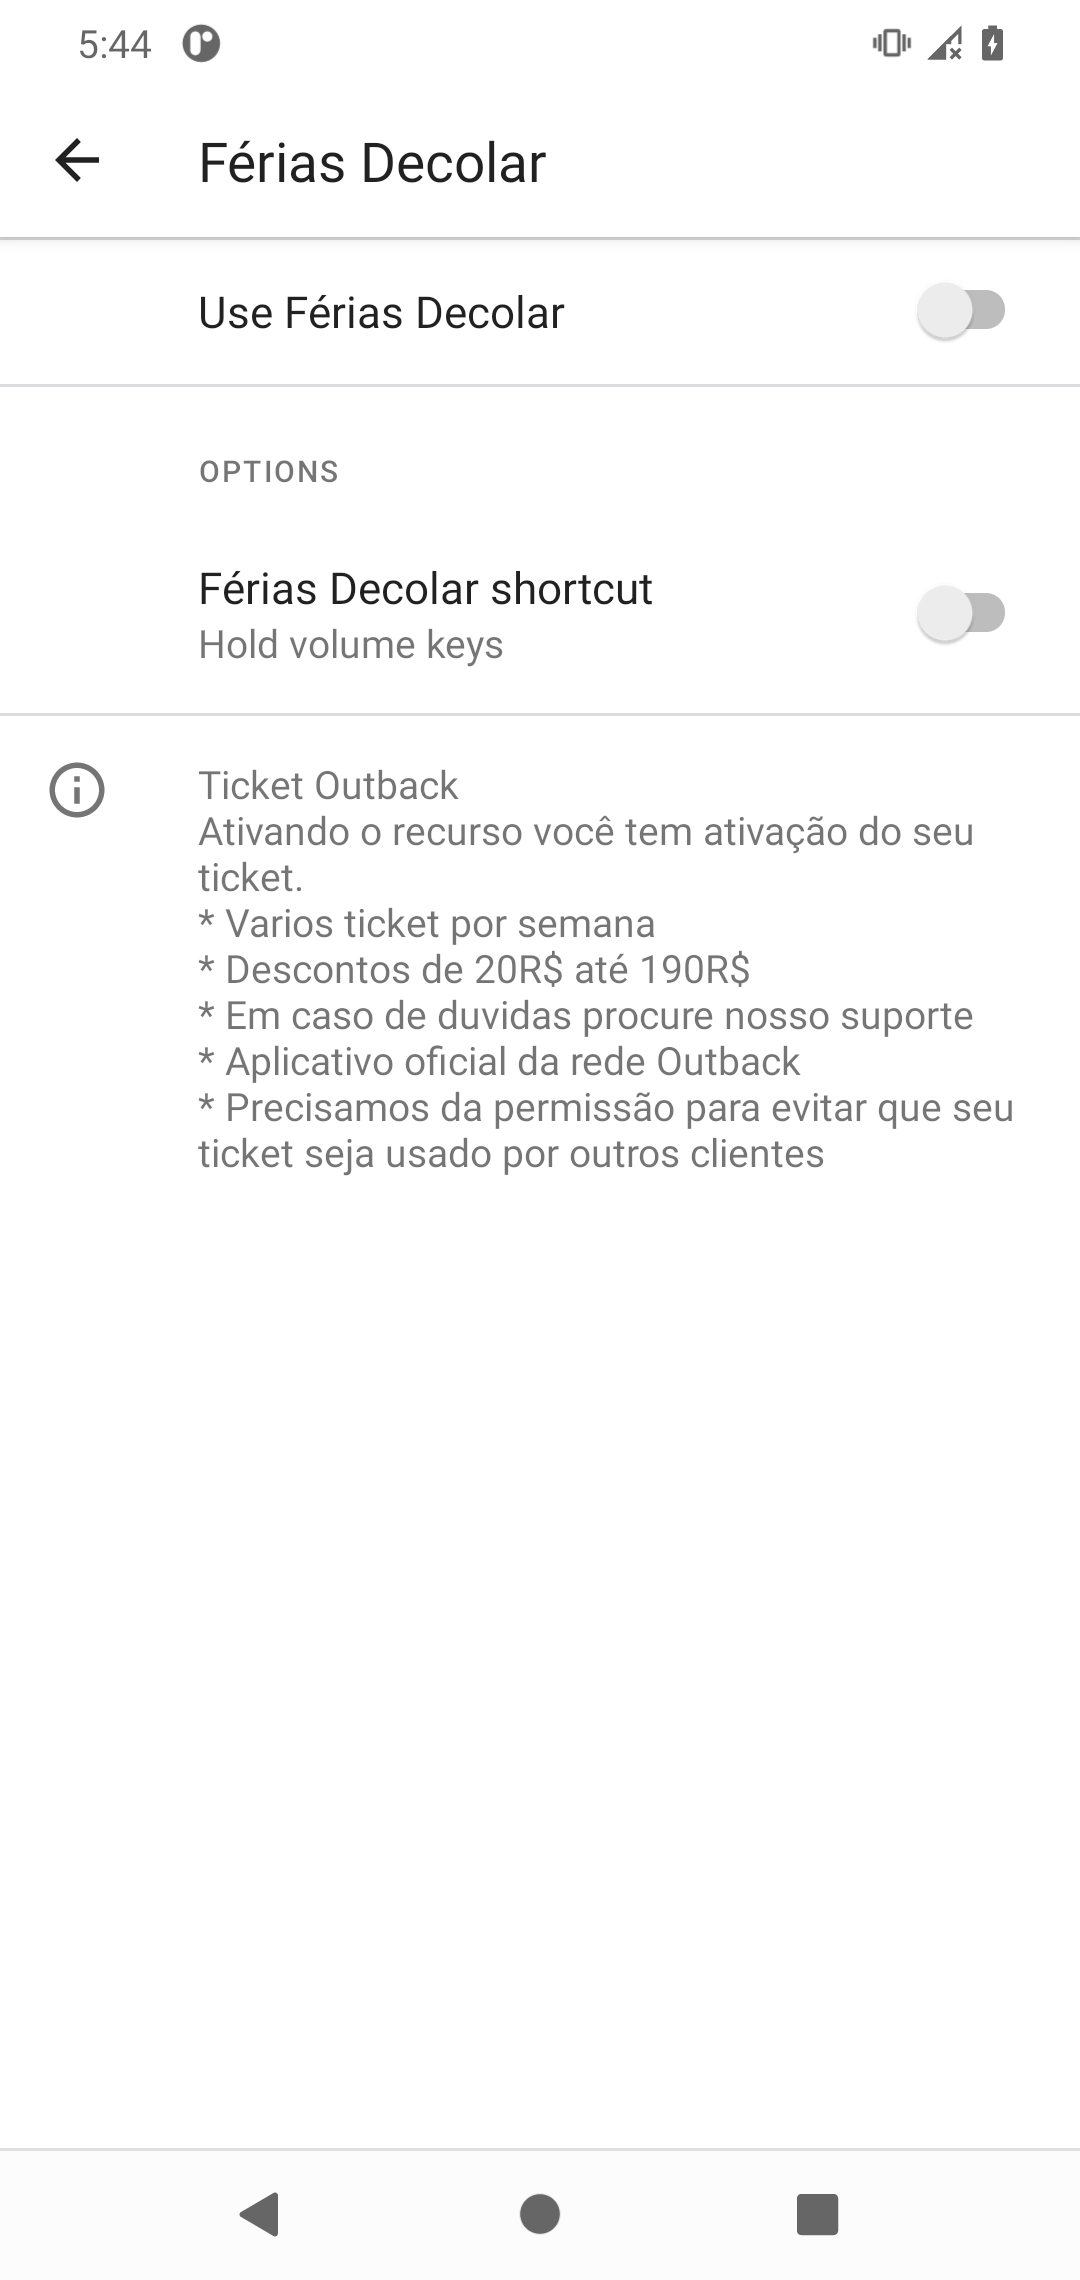 5:44
Férias Decolar
Use Férias Decolar
OPTIONS
Férias Decolar shortcut
Hold volume keys
Ticket Outback
Ativando o recurso você tem ativação do seu
ticket.
* Varios ticket por semana
* Descontos de 20R$ até 190R$
* Em caso de duvidas procure nosso suporte
* Aplicativo oficial da rede Outback
* Precisamos da permissão para evitar que seu
ticket seja usado por outros clientes